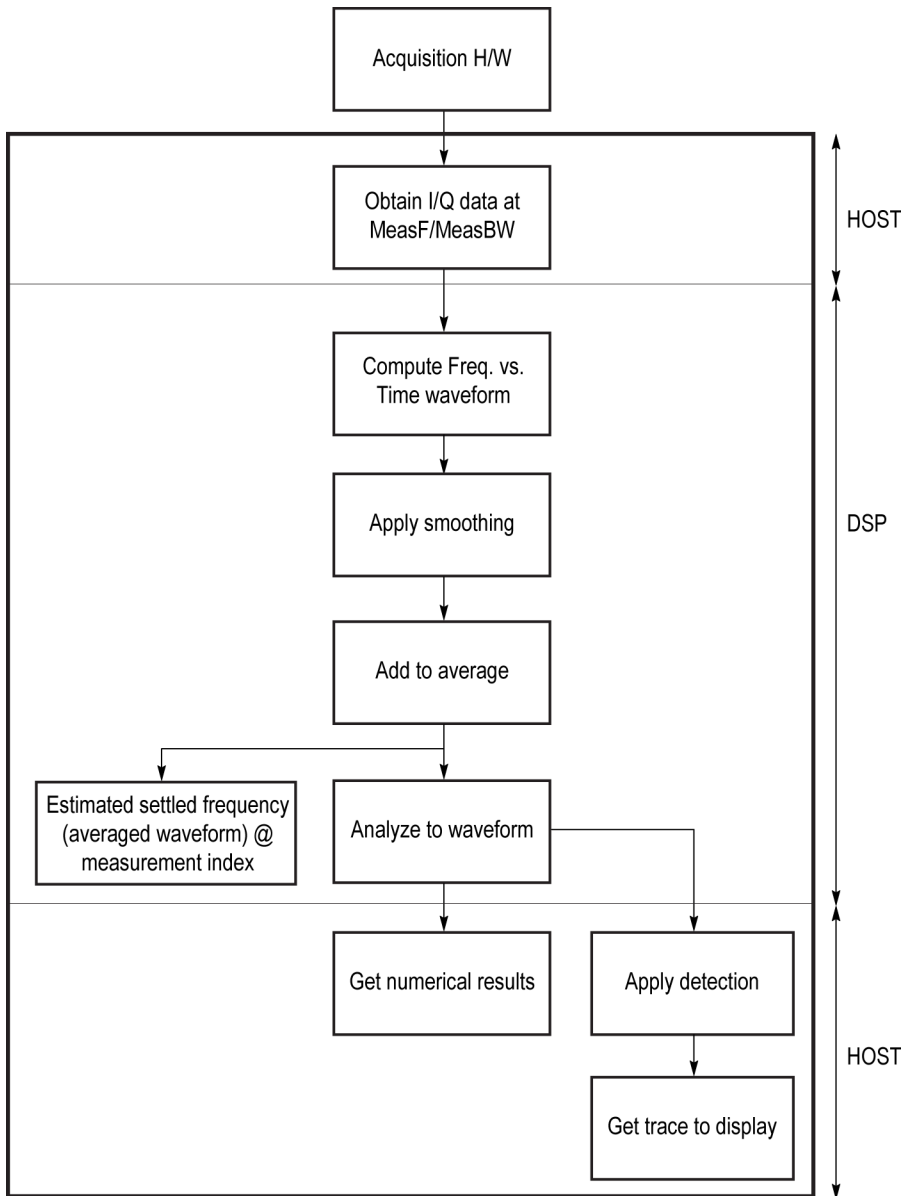 Acquisition H/W
Obtain I/Q data at
MeasF/MeasBW
HOST
Compute Freq. vs.
Time waveform
Apply smoothing
DSP
Add to average
Estimated settled frequency
(averaged waveform) @
measurement index
Analyze to waveform
Get numerical results
Apply detection
HOST
Get trace to display